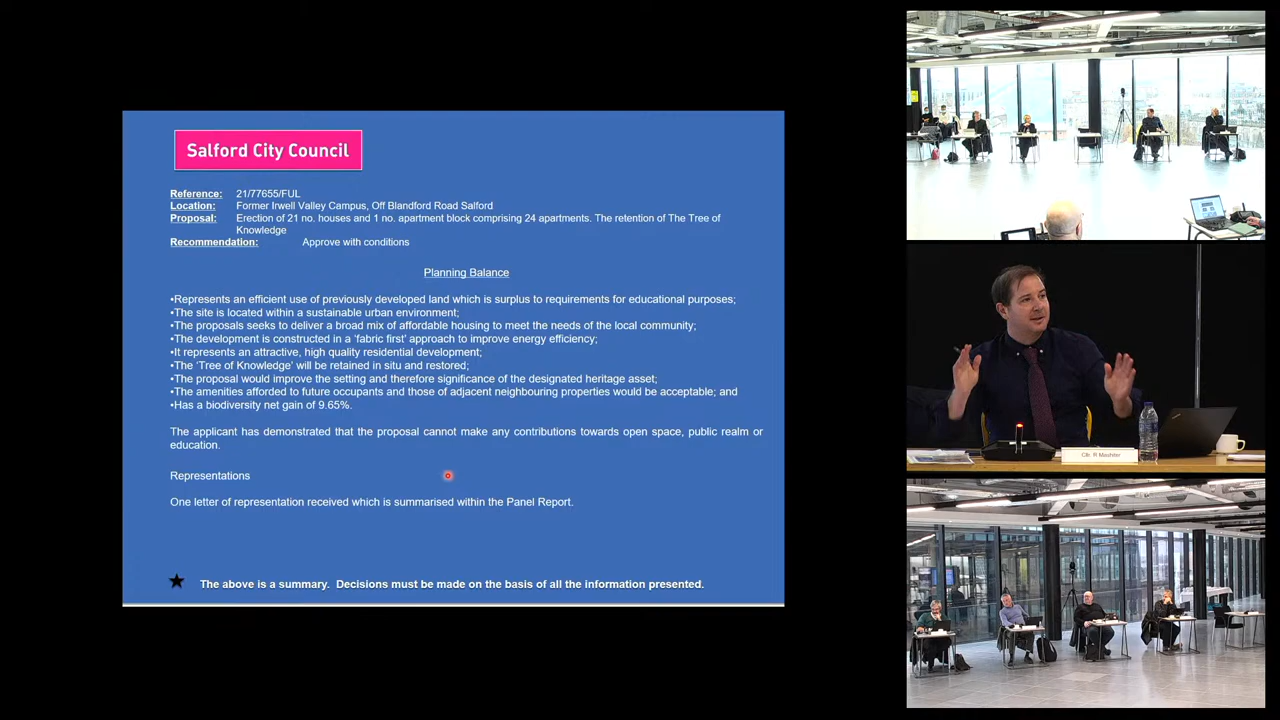 Salford City Council
Reference: 21/77655/FUL
Location: Former Irwell Valley Campus, Off Blandford Road Salford
Proposal: Erection of 21 no. houses and 1 no. apartment block comprising 24 apartments. The retention of The Tree of
Knowledge
Recommendation: Approve with conditions
Planning Balance
•Represents an efficient use of previously developed land which is surplus to requirements for educational purposes;
•The site is located within a sustainable urban environment;
•The proposals seeks to deliver a broad mix of affordable housing to meet the needs of the local community;
•The development is constructed in a ‘fabric first’ approach to improve energy efficiency;
•It represents an attractive, high quality residential development;
•The ‘Tree of Knowledge’ will be retained in situ and restored;
•The proposal would improve the setting and therefore significance of the designated heritage asset;
•The amenities afforded to future occupants and those of adjacent neighbouring properties would be acceptable; and
•Has a biodiversity net gain of 9.65%.
The applicant has demonstrated that the proposal cannot make any contributions towards open space, public realm or
education.
Representations
One letter of representation received which is summarised within the Panel Report.
The above is a summary. Decisions must be made on the basis of all the information presented.
Cllr. R Mashiter